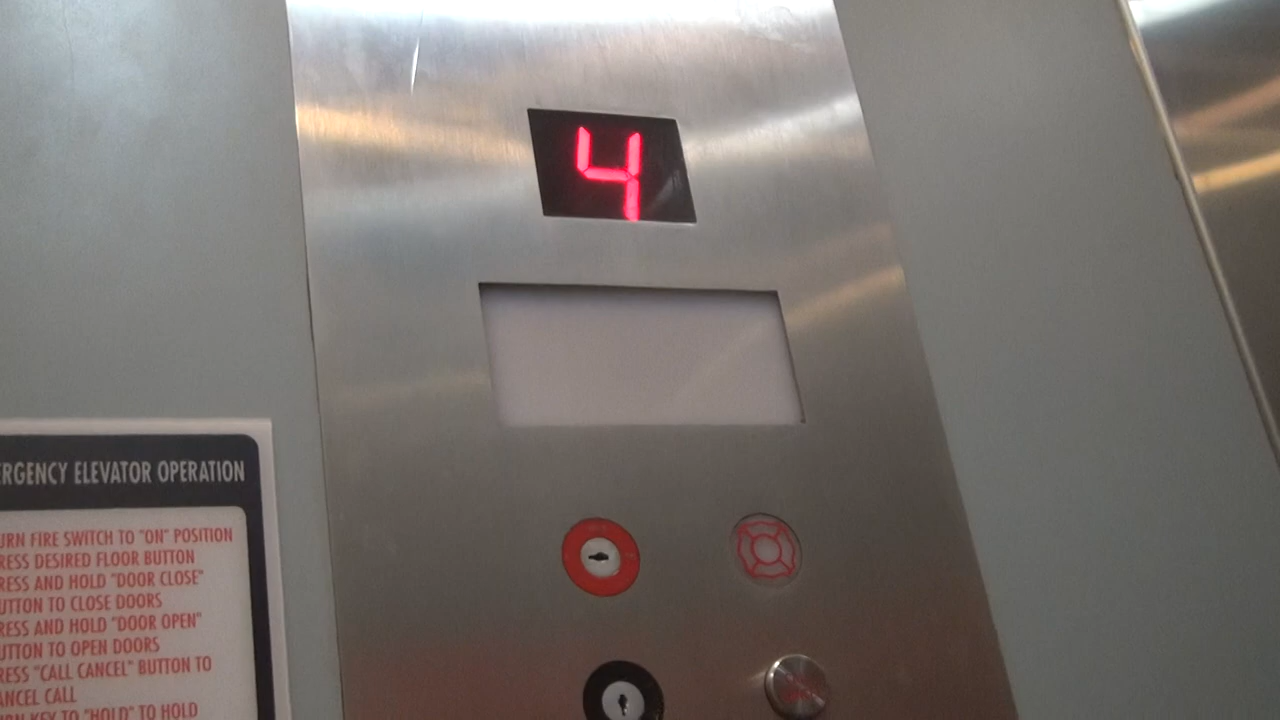 4
ERGENCY ELEVATOR OPERATION
URN FIRE SWITCH TO "ON" POSITION
RESS DESIRED FLOOR BUTTON
RESS AND HOLD "DOOR CLOSE"
UTTON TO CLOSE DOORS
RESS AND HOLD "DOOR OPEN"
UTTON TO OPEN DOORS
RESS "CALL CANCEL" BUTTON TO
ANCEL CALL
URN KEY TO "HOLD" TO HOLD